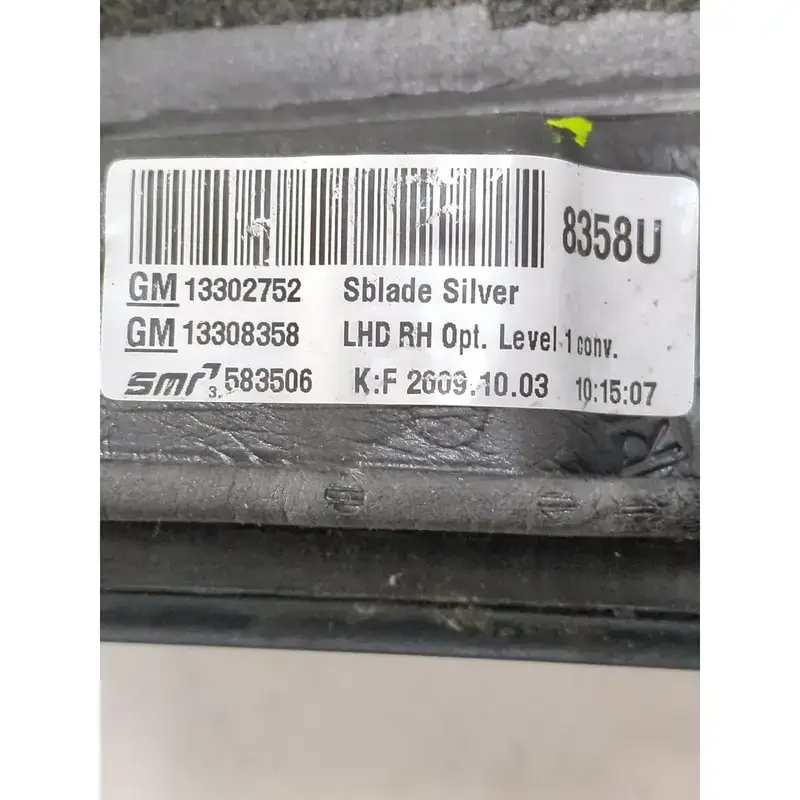 8358U
GM 13302752 Sblade Silver
GM 13308358 LHD RH Opt. Level 1 conv.
smr 3.583506 K:F 2009.10.03 10:15:07